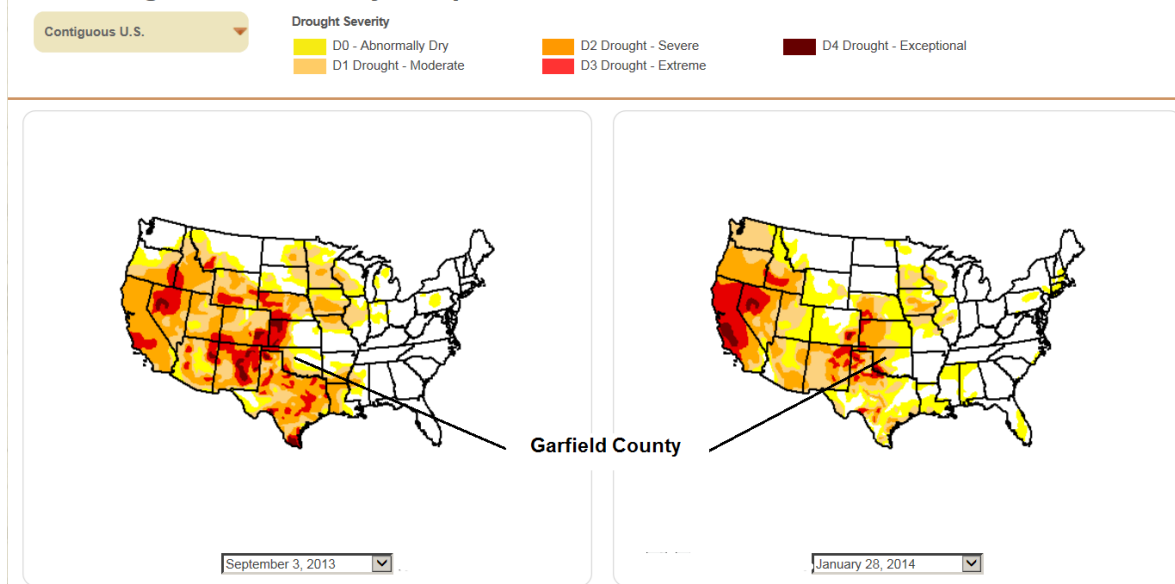 Contiguous U.S.
Drought Severity
D0 - Abnormally Dry
D2 Drought - Severe
D4 Drought - Exceptional
D1 Drought - Moderate
D3 Drought - Extreme
Garfield County
September 3, 2013
January 28, 2014